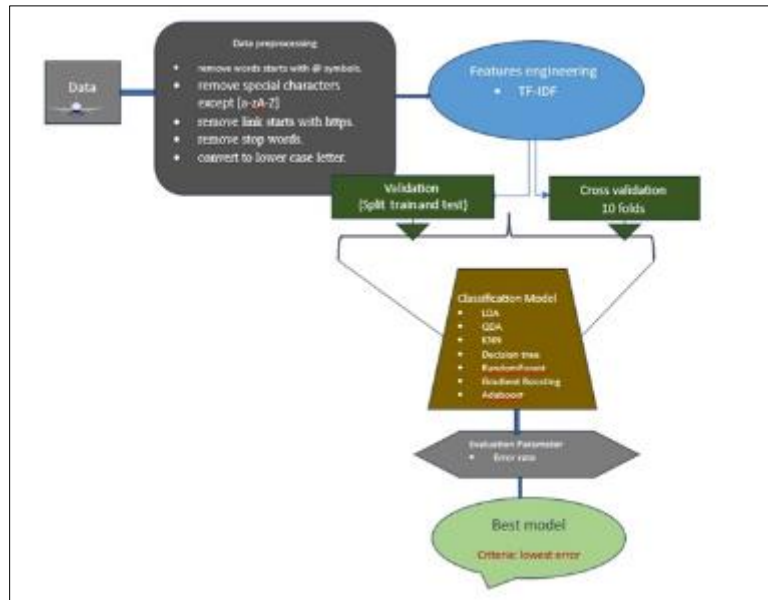 Data
Data preprocessing
• remove words starts with @ symbols.
• remove special characters
except [a-zA-Z]
• remove link starts with https.
• remove stop words.
• convert to lower case letter.
Features engineering
• TF-IDF
Validation
(Split train and test)
Cross validation
10 folds
Classification Model
• LDA
• QDA
• KNN
• Decision tree
• RandomForest
• Gradient Boosting
• Adaboost
Evaluation Parameter
• Error rate
Best model
Criteria: lowest error